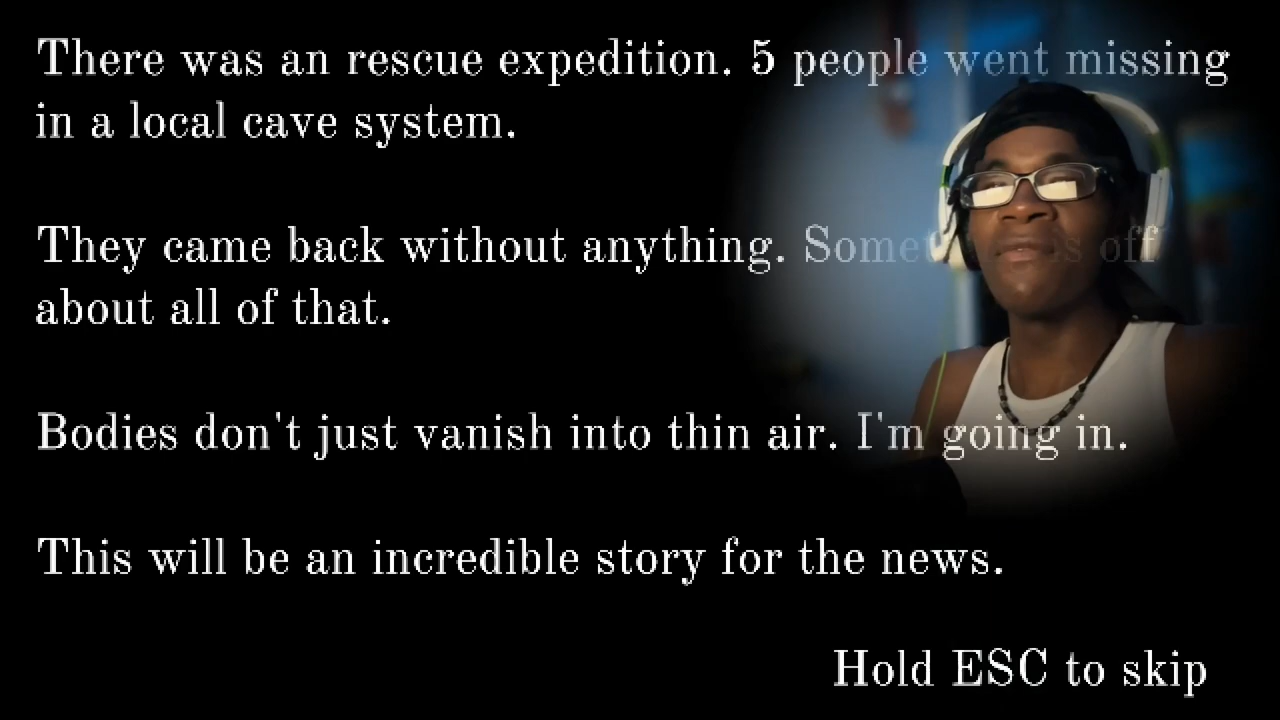 There was an rescue expedition. 5 people went missing
in a local cave system.
They came back without anything. off
about all of that.
Bodies don't just vanish into thin air. I'm going in.
This will be an incredible story for the news.
Hold ESC to skip